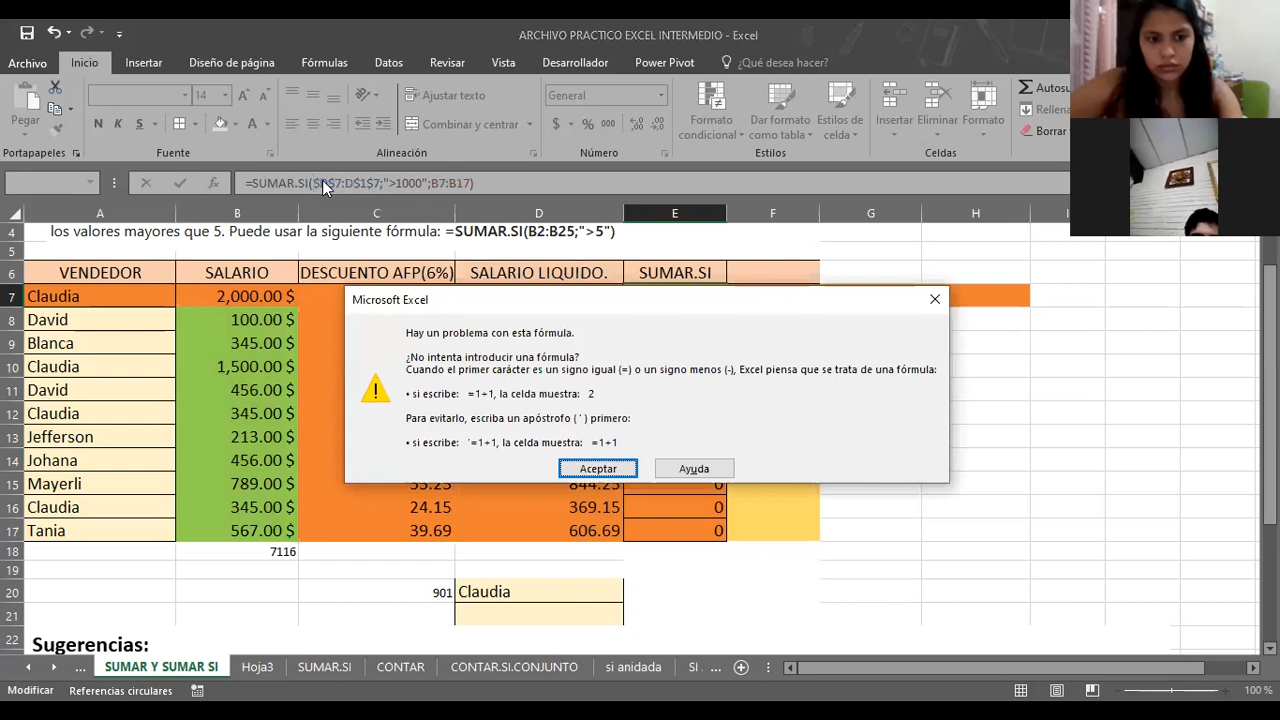 ARCHIVO PRACTICO EXCEL INTERMEDIO - Excel
Archivo Inicio Insertar Diseño de página Fórmulas Datos Revisar Vista Desarrollador Power Pivot ¿Qué desea hacer?
14 A A Ajustar texto General Autosu
Pegar N K S A Combinar y centrar $ % 000 Formato condicional Dar formato como tabla Estilos de celda Insertar Eliminar Formato Rellena
Borrar
Portapapeles Fuente Alineación Número Estilos Celdas
fx =SUMAR.SI($D$7:D$1$7;">1000";B7:B17)
A B C D E F G H
4 los valores mayores que 5. Puede usar la siguiente fórmula: =SUMAR.SI(B2:B25;">5")
5
6 VENDEDOR SALARIO DESCUENTO AFP(6%) SALARIO LIQUIDO. SUMAR.SI
7 Claudia 2,000.00 $
8 David 100.00 $
9 Blanca 345.00 $
10 Claudia 1,500.00 $
11 David 456.00 $
12 Claudia 345.00 $
13 Jefferson 213.00 $
14 Johana 456.00 $
15 Mayerli 789.00 $ 55.23 844.23 0
16 Claudia 345.00 $ 24.15 369.15 0
17 Tania 567.00 $ 39.69 606.69 0
18 7116
19
20 901 Claudia
21
22 Sugerencias:
Microsoft Excel
Hay un problema con esta fórmula.
¿No intenta introducir una fórmula?
Cuando el primer carácter es un signo igual (=) o un signo menos (-), Excel piensa que se trata de una fórmula:
• si escribe: =1+1, la celda muestra: 2
Para evitarlo, escriba un apóstrofo ( ' ) primero:
• si escribe: '=1+1, la celda muestra: =1+1
Aceptar Ayuda
... SUMAR Y SUMAR SI Hoja3 SUMAR.SI CONTAR CONTAR.SI.CONJUNTO si anidada SI ...
Modificar Referencias circulares 100 %